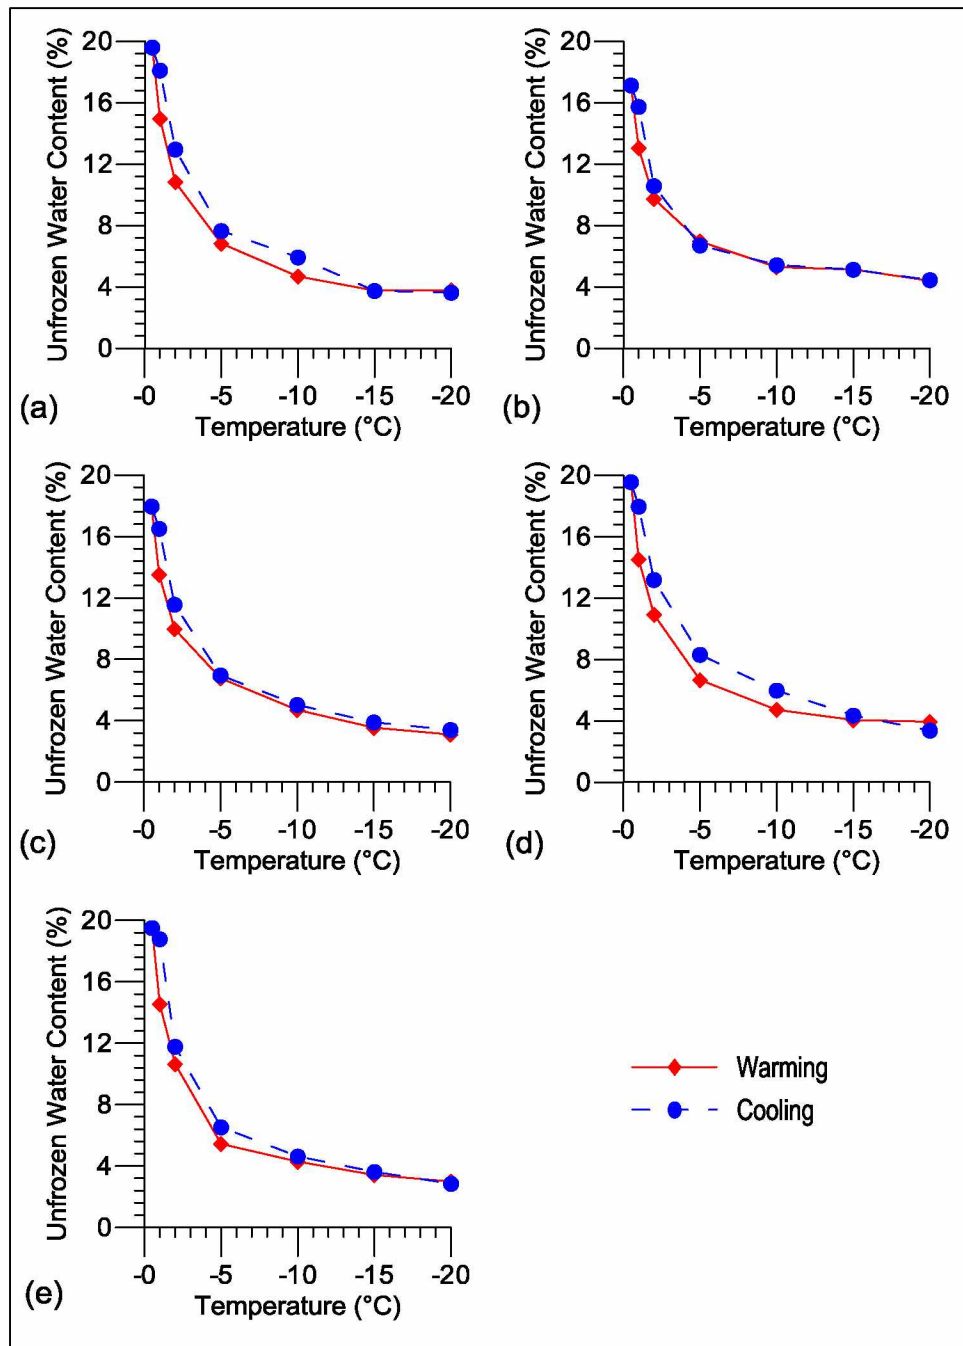 Unfrozen Water Content (%)
20
16
12
8
4
0
-0 -5 -10 -15 -20
Temperature (°C)
(a)
Unfrozen Water Content (%)
20
16
12
8
4
0
-0 -5 -10 -15 -20
Temperature (°C)
(b)
Unfrozen Water Content (%)
20
16
12
8
4
0
-0 -5 -10 -15 -20
Temperature (°C)
(c)
Unfrozen Water Content (%)
20
16
12
8
4
0
-0 -5 -10 -15 -20
Temperature (°C)
(d)
Unfrozen Water Content (%)
20
16
12
8
4
0
-0 -5 -10 -15 -20
Temperature (°C)
(e)
Warming
Cooling